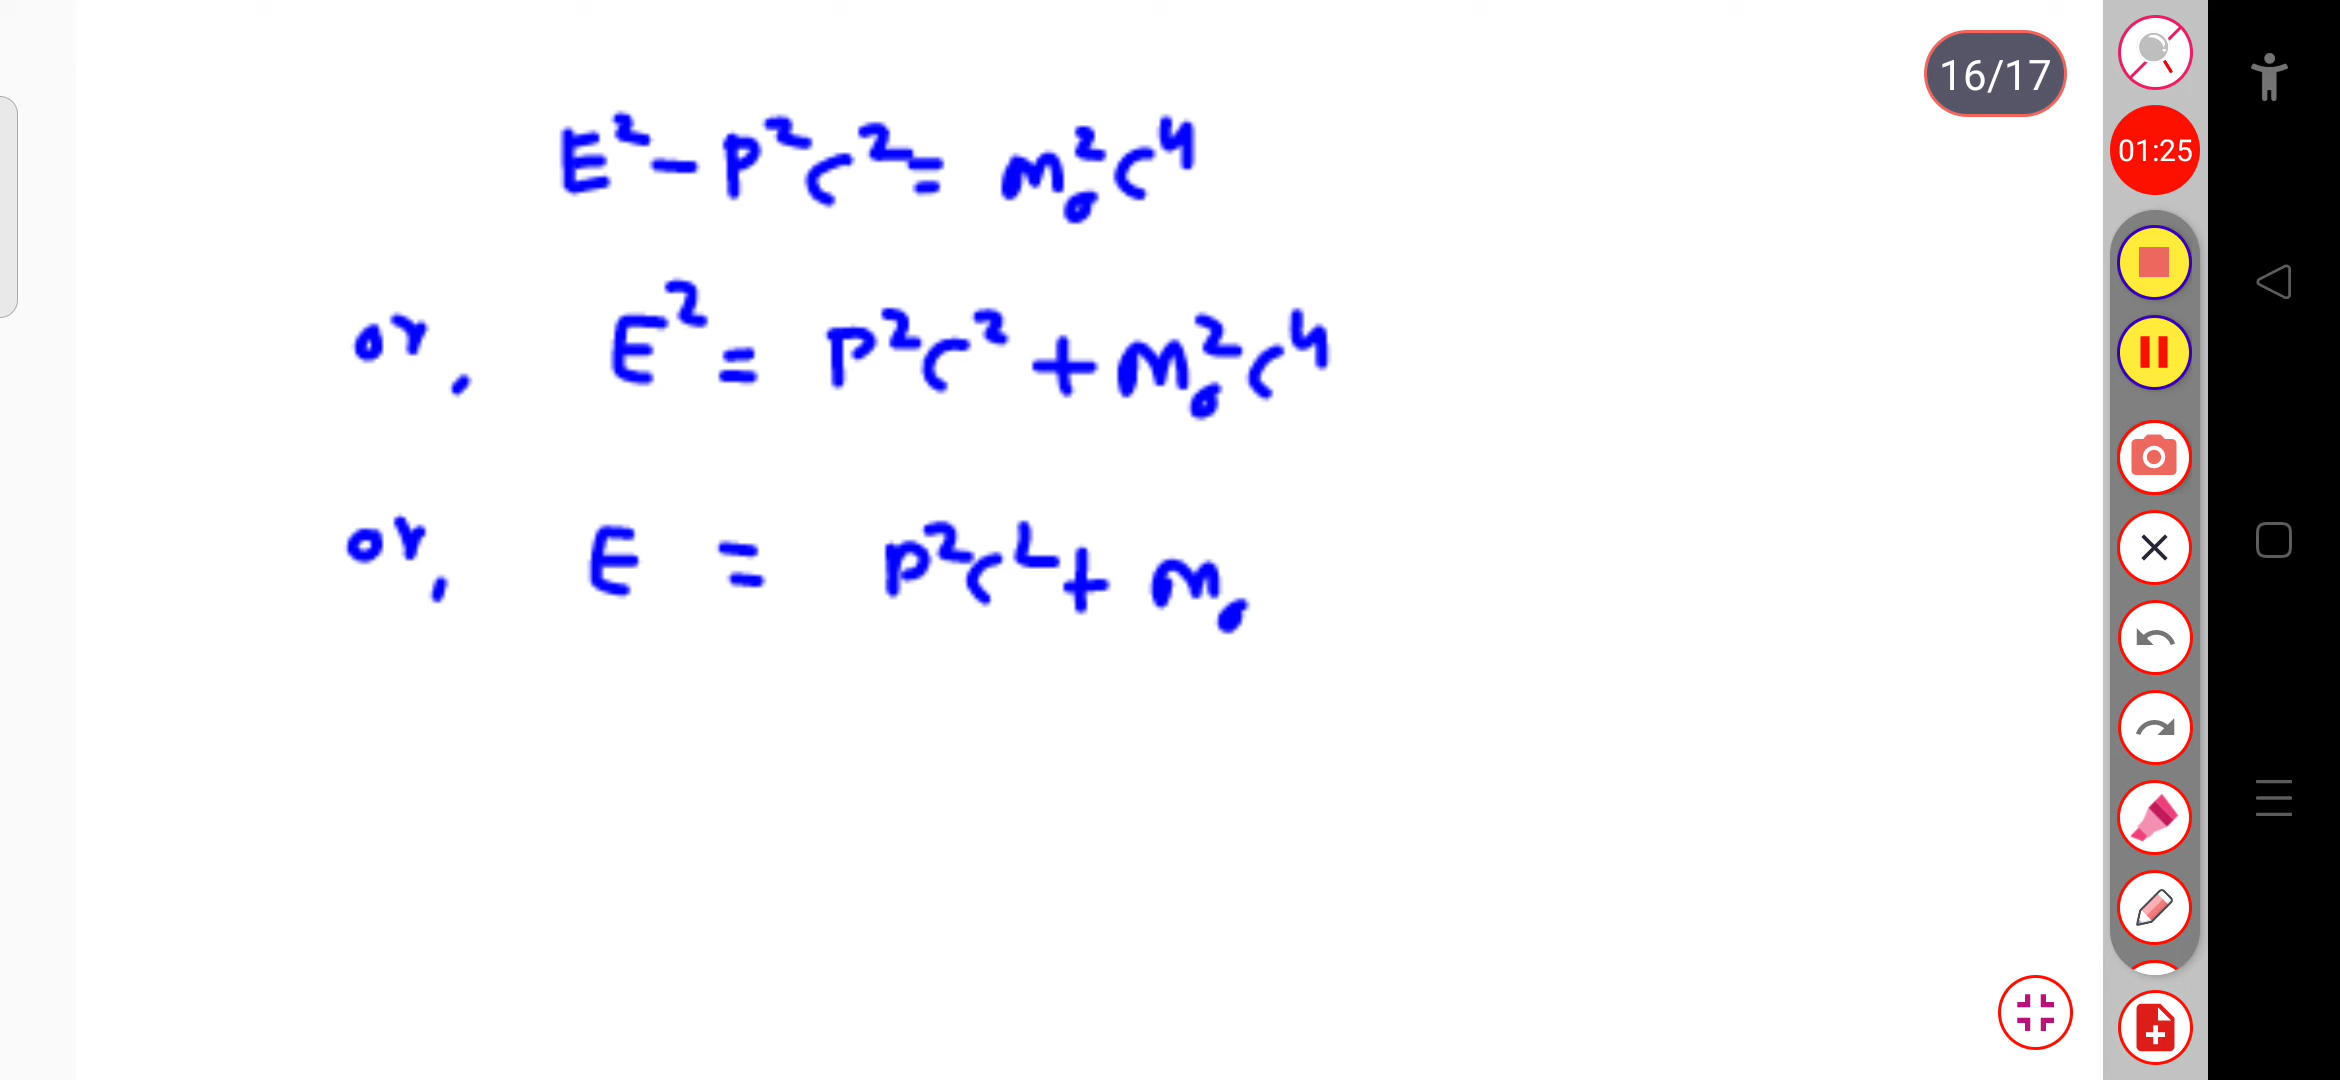 16/17
01:25
E² - P²c² = m₀²c⁴
or, E² = P²c² + m₀²c⁴
or, E = P²c² + m₀